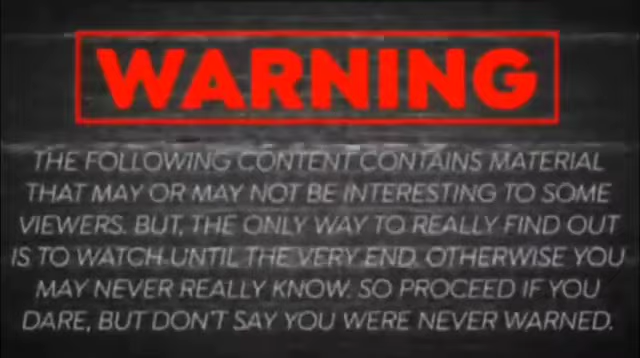 WARNING
THE FOLLOWING CONTENT CONTAINS MATERIAL
THAT MAY OR MAY NOT BE INTERESTING TO SOME
VIEWERS. BUT, THE ONLY WAY TO REALLY FIND OUT
IS TO WATCH UNTIL THE VERY END. OTHERWISE YOU
MAY NEVER REALLY KNOW. SO PROCEED IF YOU
DARE, BUT DON'T SAY YOU WERE NEVER WARNED.